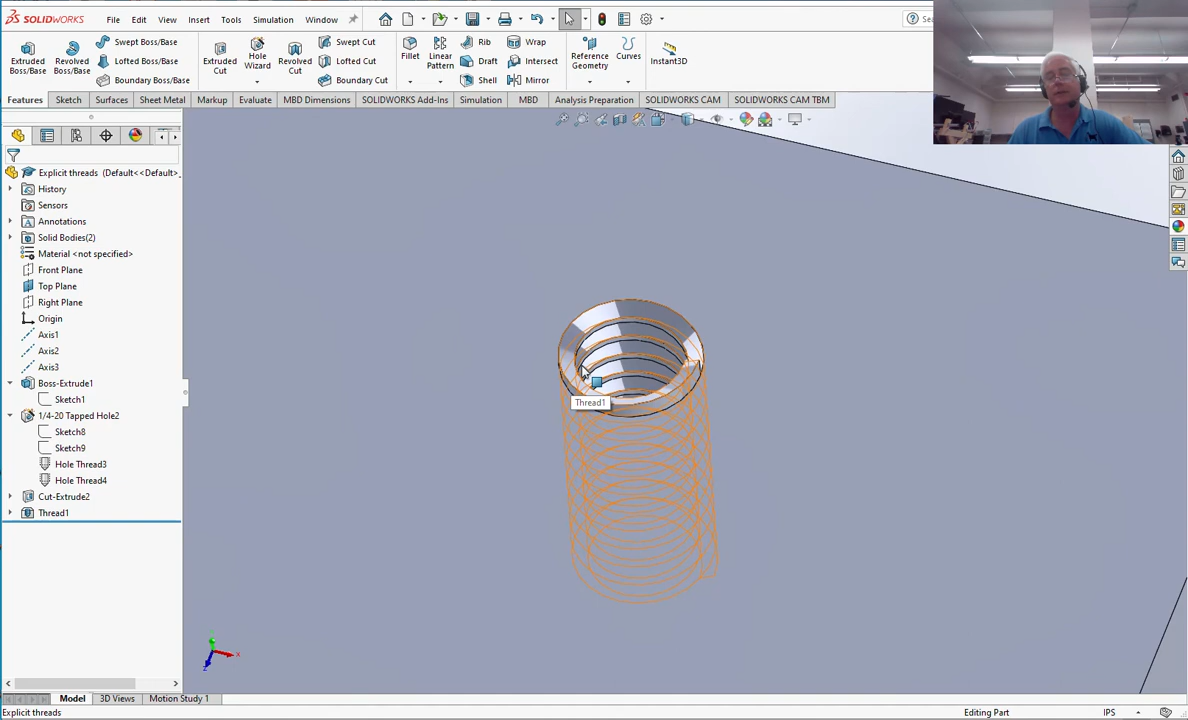 SOLIDWORKS File Edit View Insert Tools Simulation Window
Extruded Boss/Base
Revolved Boss/Base
Swept Boss/Base
Lofted Boss/Base
Boundary Boss/Base
Extruded Cut
Hole Wizard
Revolved Cut
Swept Cut
Lofted Cut
Boundary Cut
Fillet
Linear Pattern
Rib
Draft
Shell
Wrap
Intersect
Mirror
Reference Geometry
Curves
Instant3D
Features Sketch Surfaces Sheet Metal Markup Evaluate MBD Dimensions SOLIDWORKS Add-Ins Simulation MBD Analysis Preparation SOLIDWORKS CAM SOLIDWORKS CAM TBM
Explicit threads (Default<<Default>_
History
Sensors
Annotations
Solid Bodies(2)
Material <not specified>
Front Plane
Top Plane
Right Plane
Origin
Axis1
Axis2
Axis3
Boss-Extrude1
Sketch1
1/4-20 Tapped Hole2
Sketch8
Sketch9
Hole Thread3
Hole Thread4
Cut-Extrude2
Thread1
Thread1
Model 3D Views Motion Study 1
Explicit threads Editing Part IPS